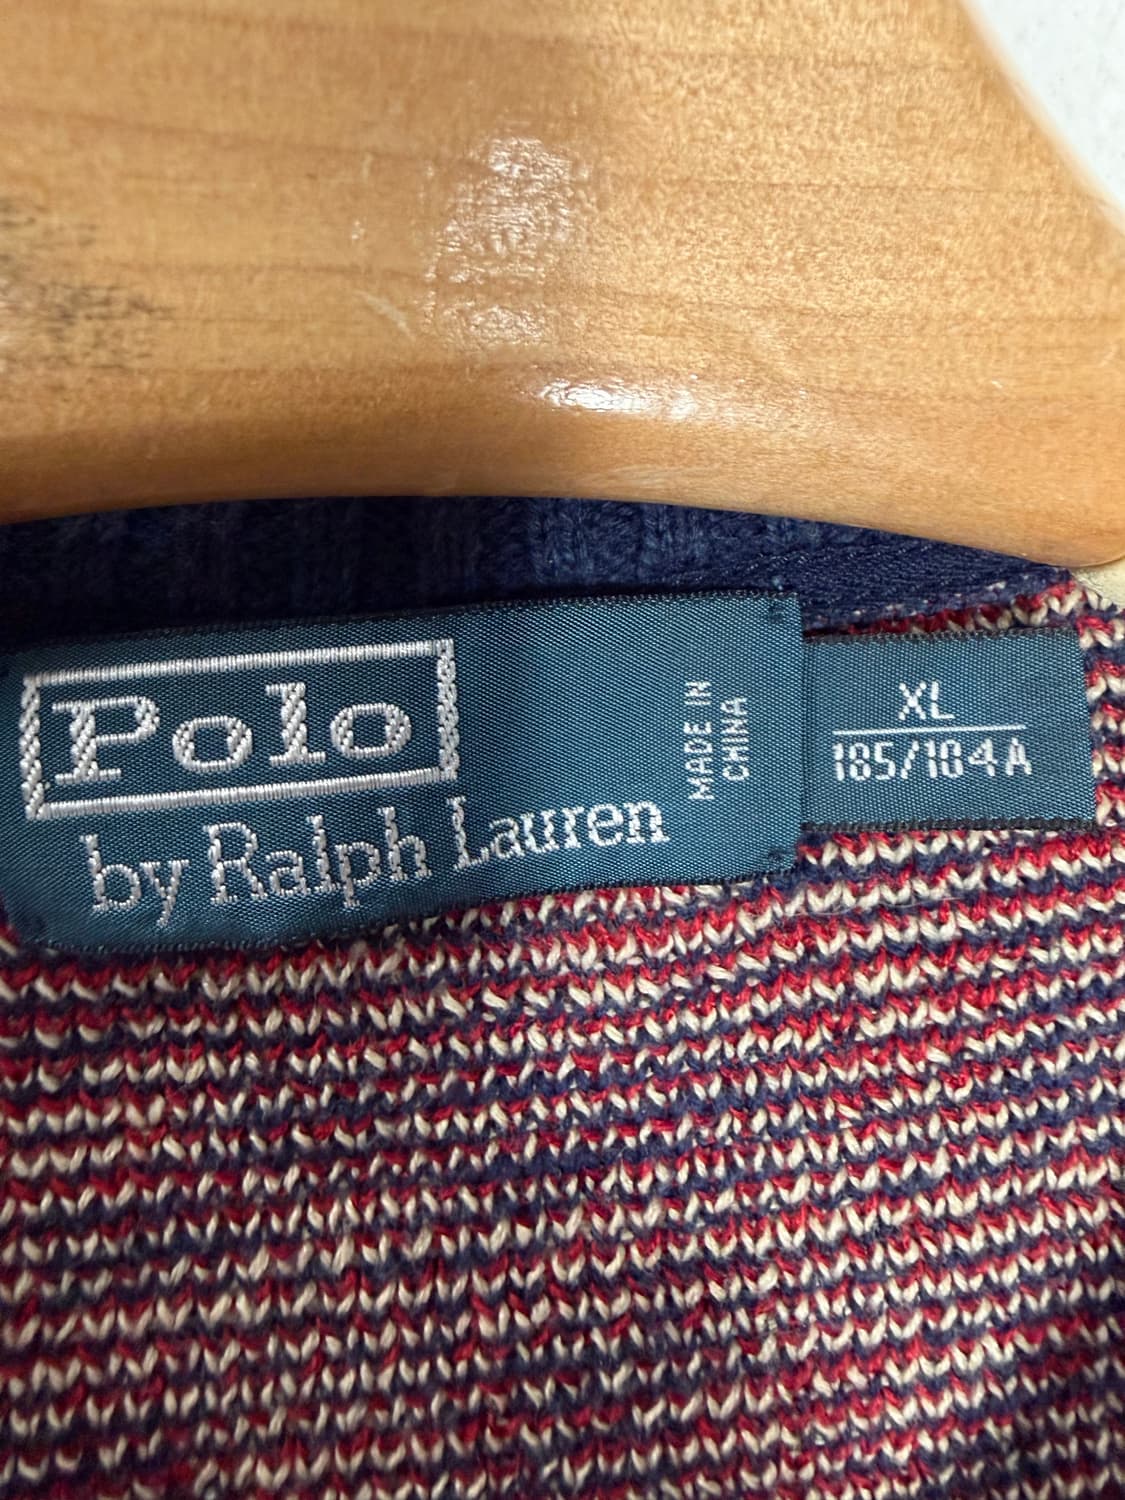 Polo
by Ralph Lauren
MADE IN
CHINA
XL
185/104A